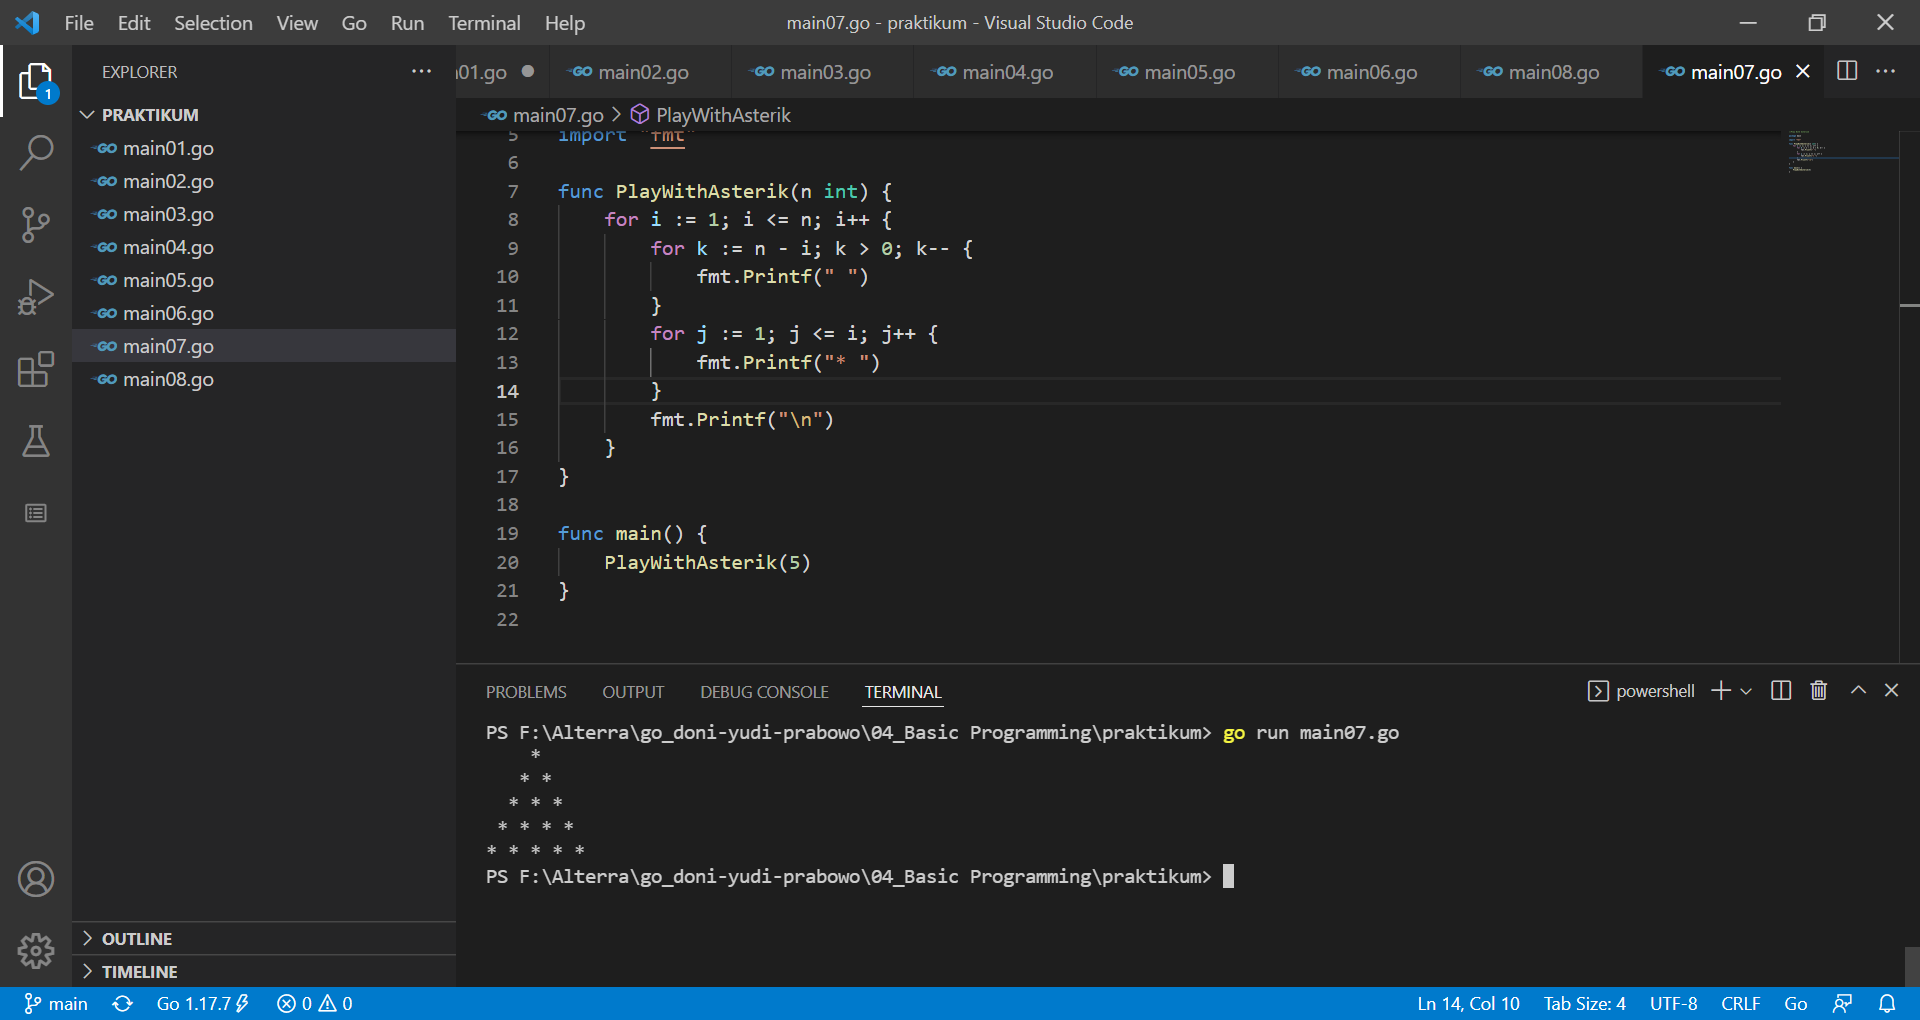 File Edit Selection View Go Run Terminal Help main07.go - praktikum - Visual Studio Code
EXPLORER
01.go main02.go main03.go main04.go main05.go main06.go main08.go main07.go
PRAKTIKUM
main01.go
main02.go
main03.go
main04.go
main05.go
main06.go
main07.go
main08.go
OUTLINE
TIMELINE
1
main07.go > PlayWithAsterik
5 import "fmt"
6
7 func PlayWithAsterik(n int) {
8 for i := 1; i <= n; i++ {
9 for k := n - i; k > 0; k-- {
10 fmt.Printf(" ")
11 }
12 for j := 1; j <= i; j++ {
13 fmt.Printf("* ")
14 }
15 fmt.Printf("\n")
16 }
17 }
18
19 func main() {
20 PlayWithAsterik(5)
21 }
22
PROBLEMS OUTPUT DEBUG CONSOLE TERMINAL powershell
PS F:\Alterra\go_doni-yudi-prabowo\04_Basic Programming\praktikum> go run main07.go
*
* *
* * *
* * * *
* * * * *
PS F:\Alterra\go_doni-yudi-prabowo\04_Basic Programming\praktikum>
main Go 1.17.7 0 0 Ln 14, Col 10 Tab Size: 4 UTF-8 CRLF Go